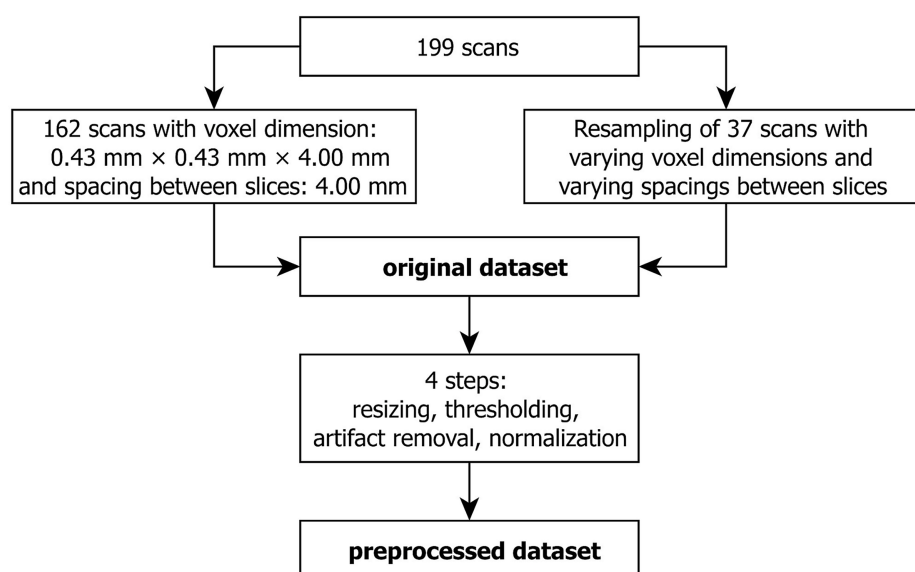 199 scans
162 scans with voxel dimension:
0.43 mm × 0.43 mm × 4.00 mm
and spacing between slices: 4.00 mm
Resampling of 37 scans with
varying voxel dimensions and
varying spacings between slices
original dataset
4 steps:
resizing, thresholding,
artifact removal, normalization
preprocessed dataset